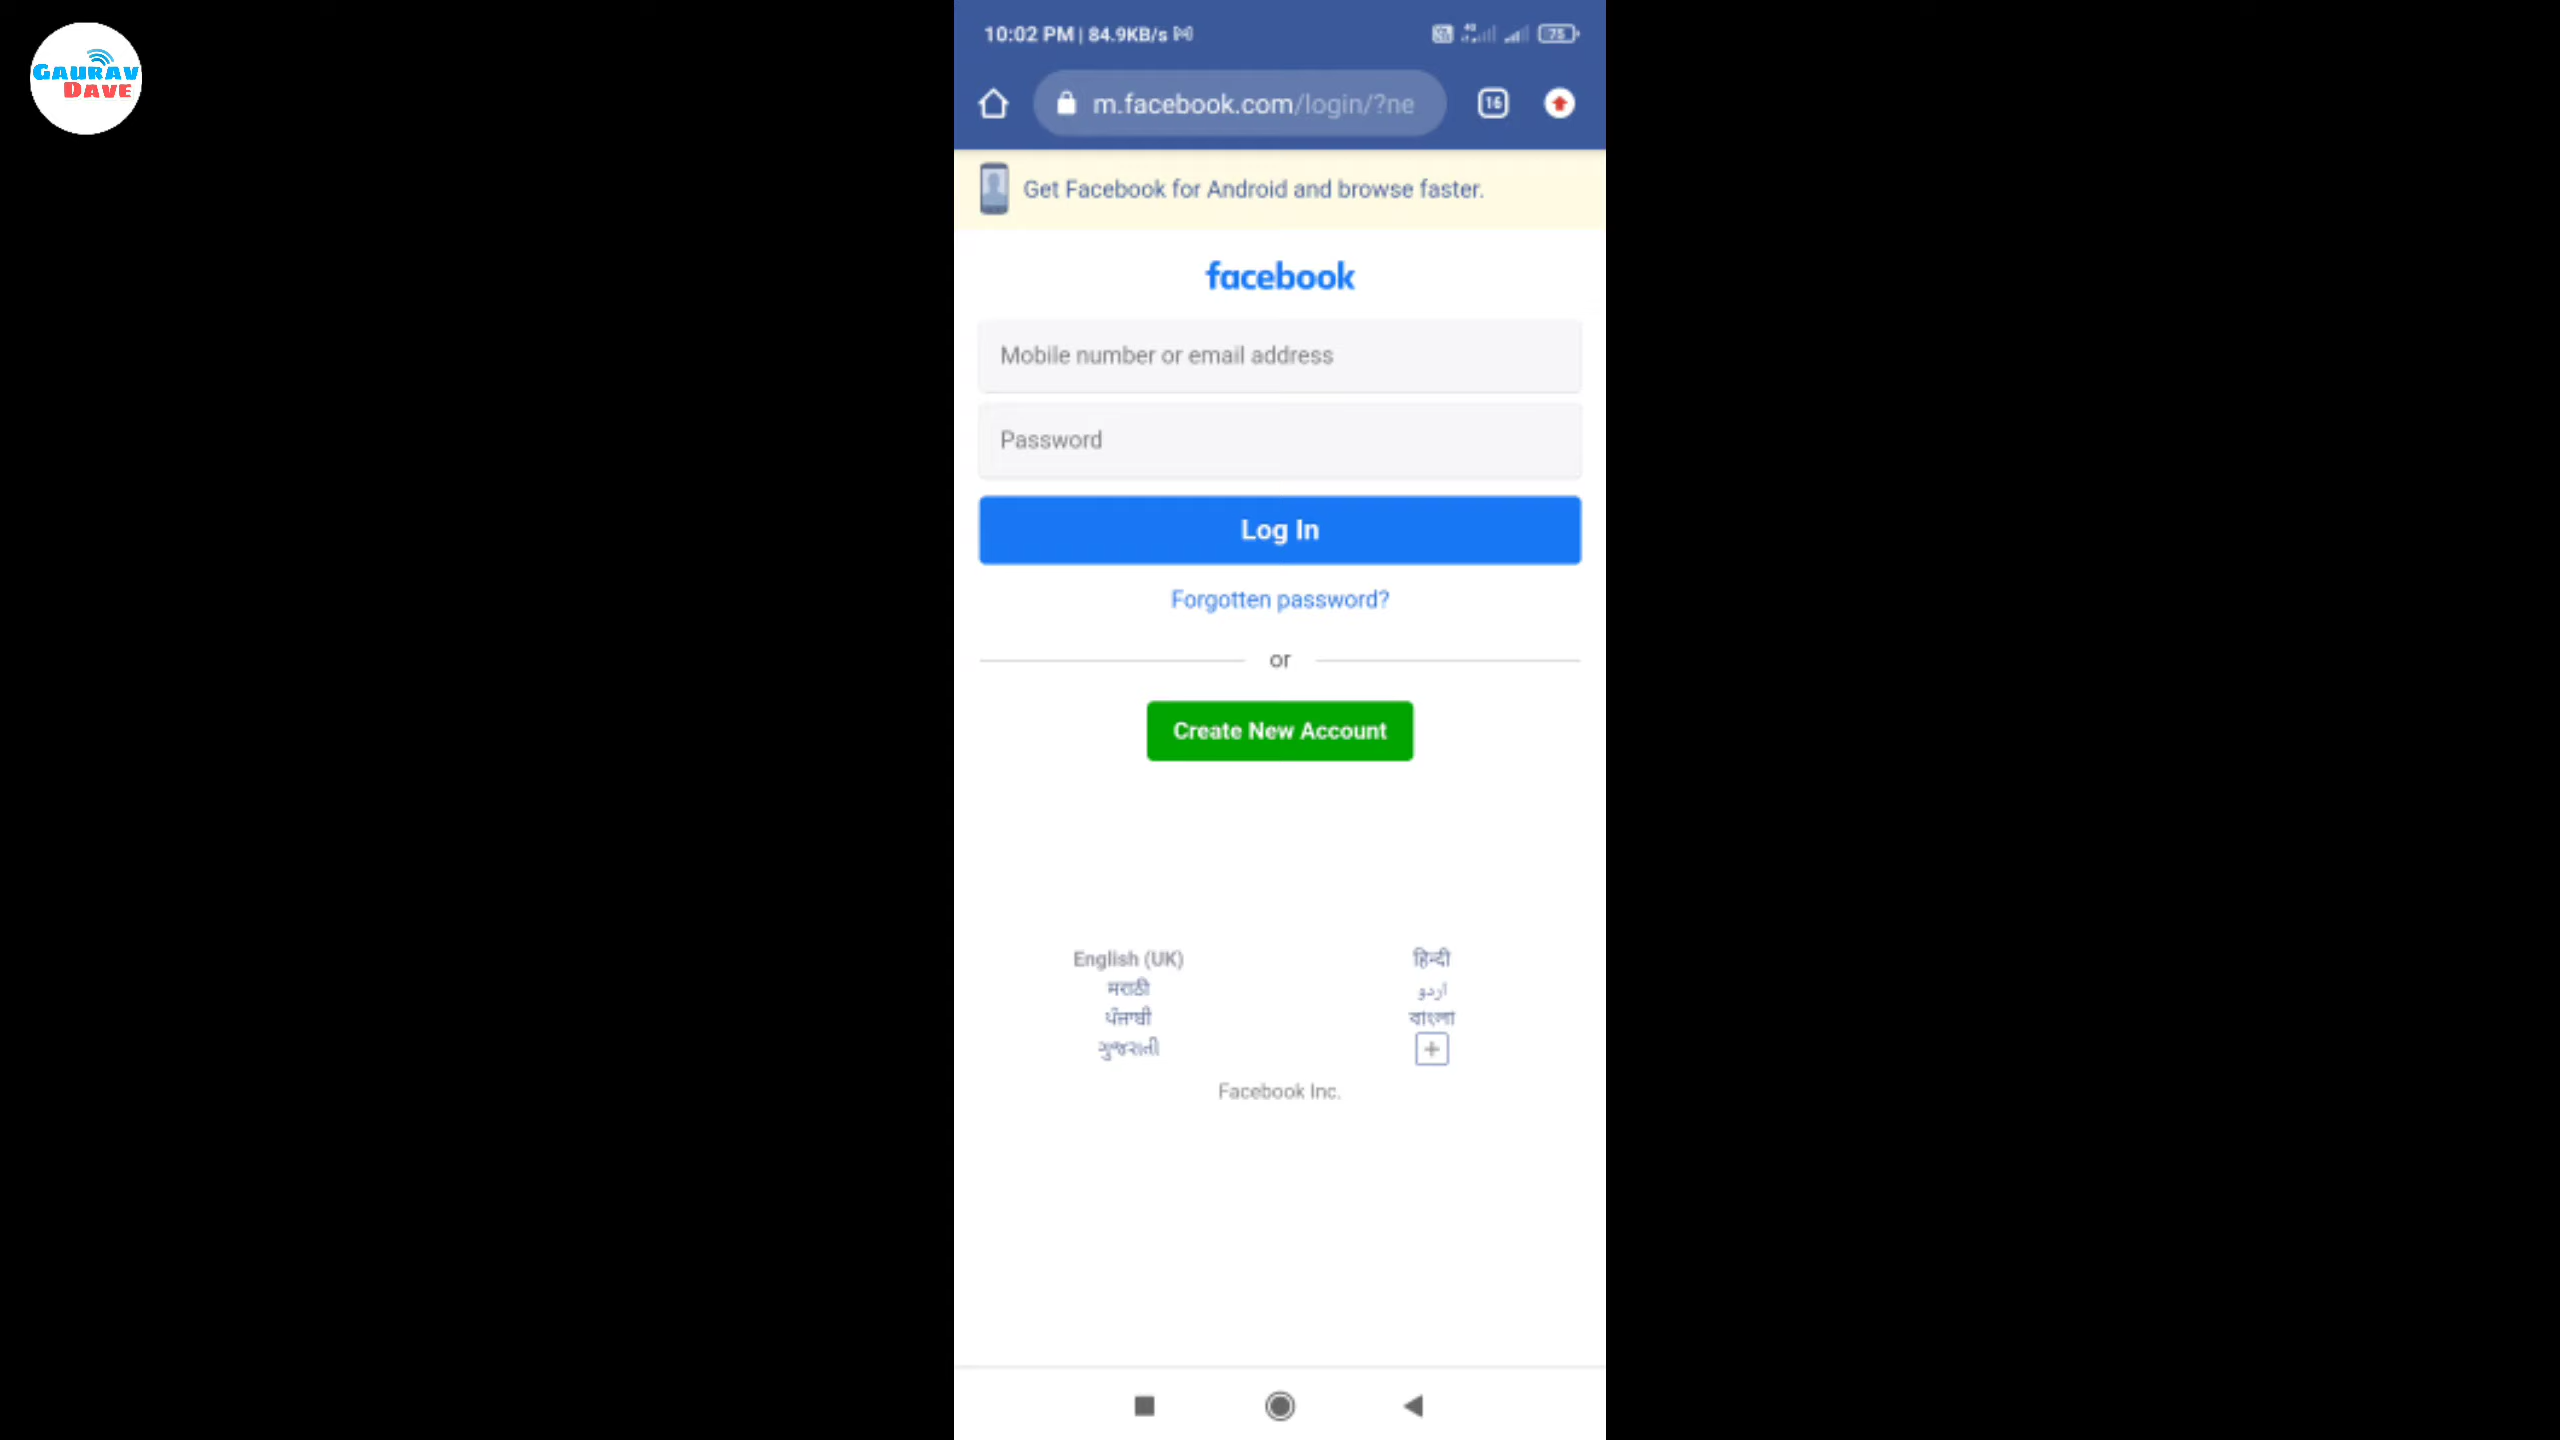 GAURAV
DAVE
10:02 PM | 84.9KB/s
75
m.facebook.com/login/?ne
16
Get Facebook for Android and browse faster.
facebook
Mobile number or email address
Password
Log In
Forgotten password?
or
Create New Account
English (UK)
हिन्दी
मराठी
اردو
ਪੰਜਾਬੀ
বাংলা
ગુજરાતી
+
Facebook Inc.